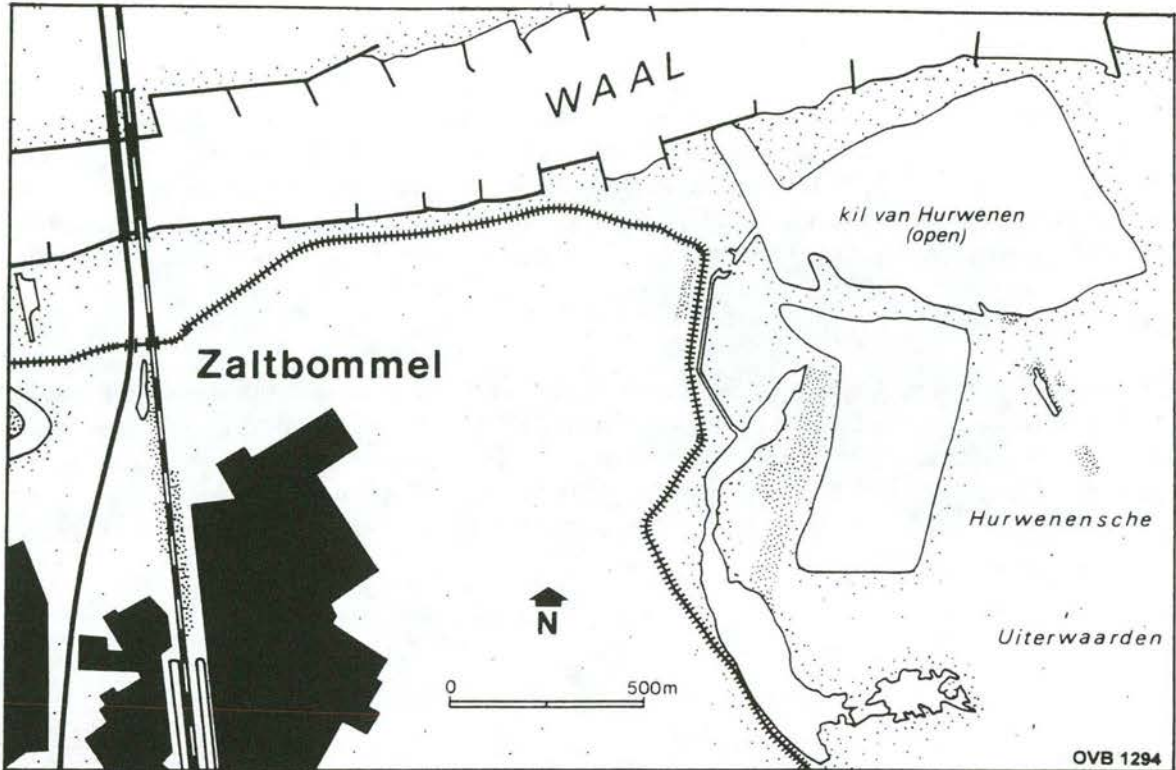 WAAL
kil van Hurwenen
(open)
Zaltbommel
Hurwenensche
Uiterwaarden
N
0 500m
OVB 1294